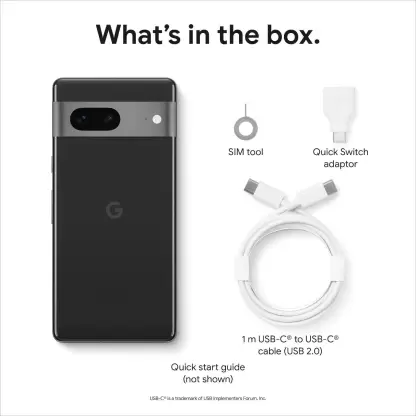 What's in the box.
SIM tool
Quick Switch
adaptor
G
1 m USB-C® to USB-C®
cable (USB 2.0)
Quick start guide
(not shown)
USB-C® is a trademark of USB Implementers Forum, Inc.